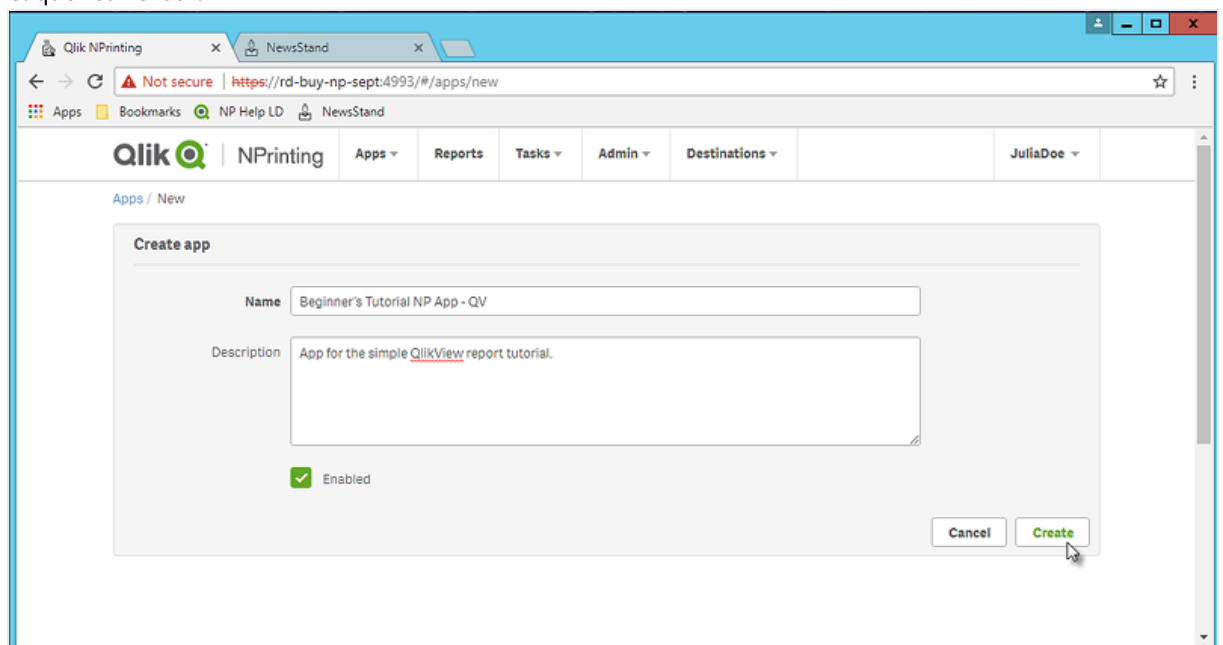 Qlik NPrinting
NewsStand
Not secure | https://rd-buy-np-sept:4993/#/apps/new
Apps Bookmarks NP Help LD NewsStand
Qlik NPrinting Apps Reports Tasks Admin Destinations JuliaDoe
Apps / New
Create app
Name Beginner's Tutorial NP App - QV
Description App for the simple QlikView report tutorial.
Enabled
Cancel Create